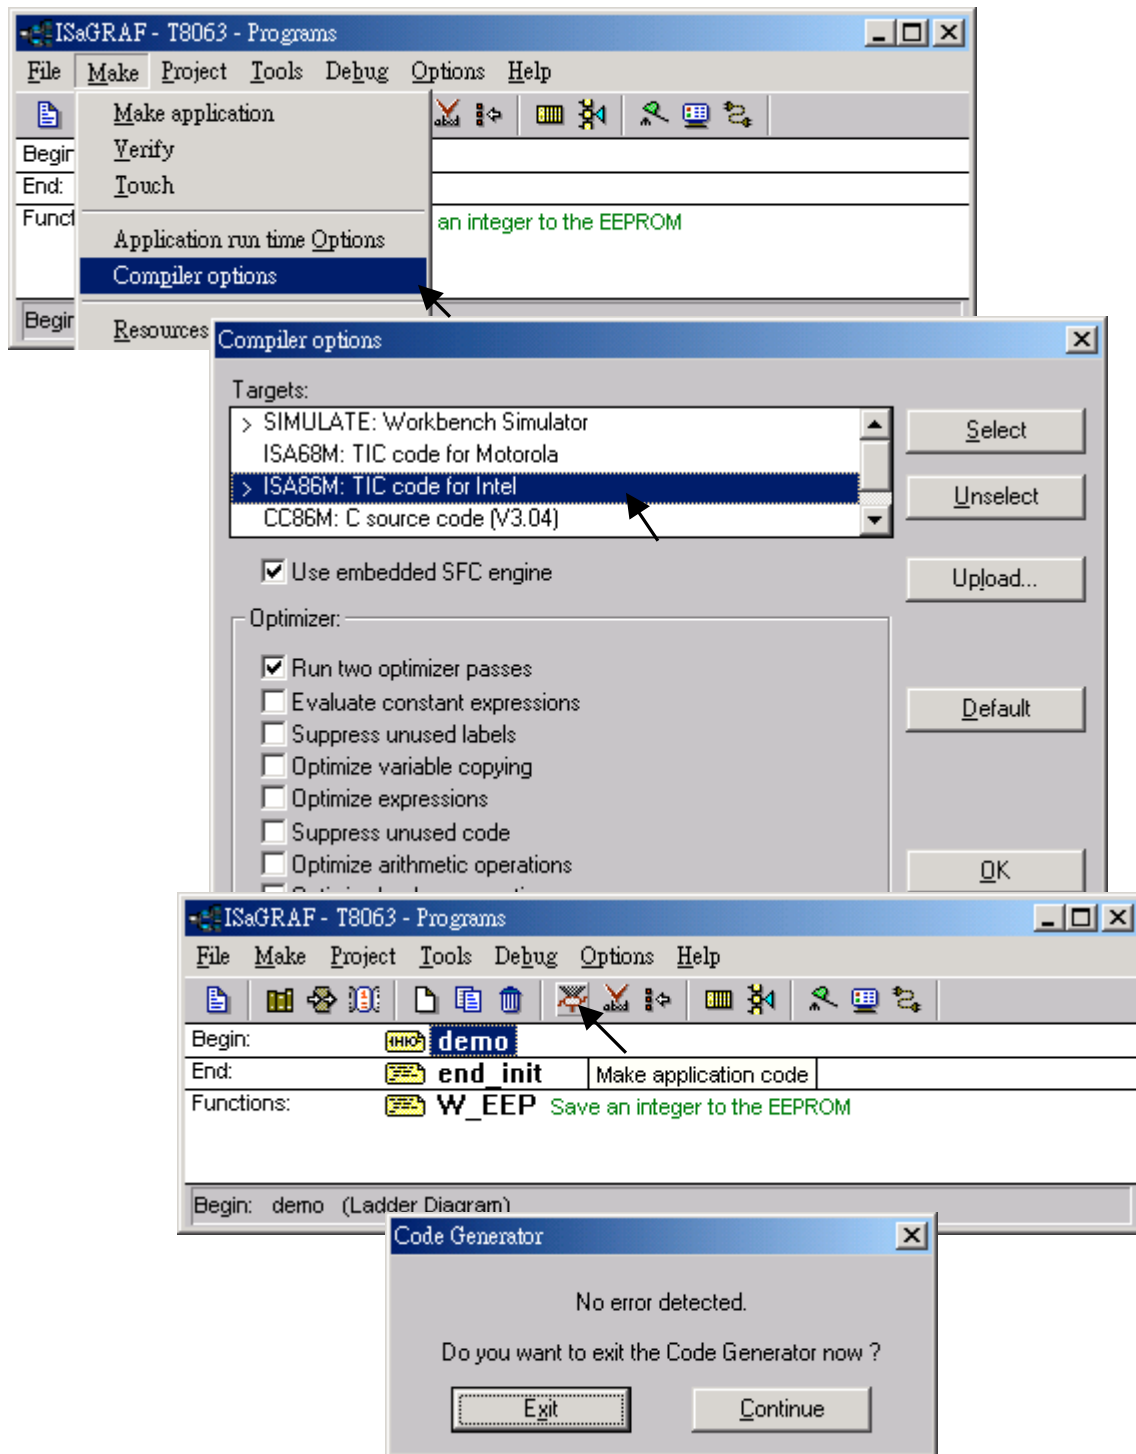 ISaGRAF - T8063 - Programs
File Make Project Tools Debug Options Help
Make application
Verify
Touch
Application run time Options
Compiler options
Resources
Begin
End:
Funct
an integer to the EEPROM
Begin
Compiler options
Targets:
> SIMULATE: Workbench Simulator
ISA68M: TIC code for Motorola
> ISA86M: TIC code for Intel
CC86M: C source code (V3.04)
Select
Unselect
Upload...
Use embedded SFC engine
Optimizer:
Run two optimizer passes
Evaluate constant expressions
Suppress unused labels
Optimize variable copying
Optimize expressions
Suppress unused code
Optimize arithmetic operations
Default
OK
ISaGRAF - T8063 - Programs
File Make Project Tools Debug Options Help
Begin: demo
End: end_init
Make application code
Functions: W_EEP Save an integer to the EEPROM
Begin: demo (Ladder Diagram)
Code Generator
No error detected.
Do you want to exit the Code Generator now ?
Exit Continue